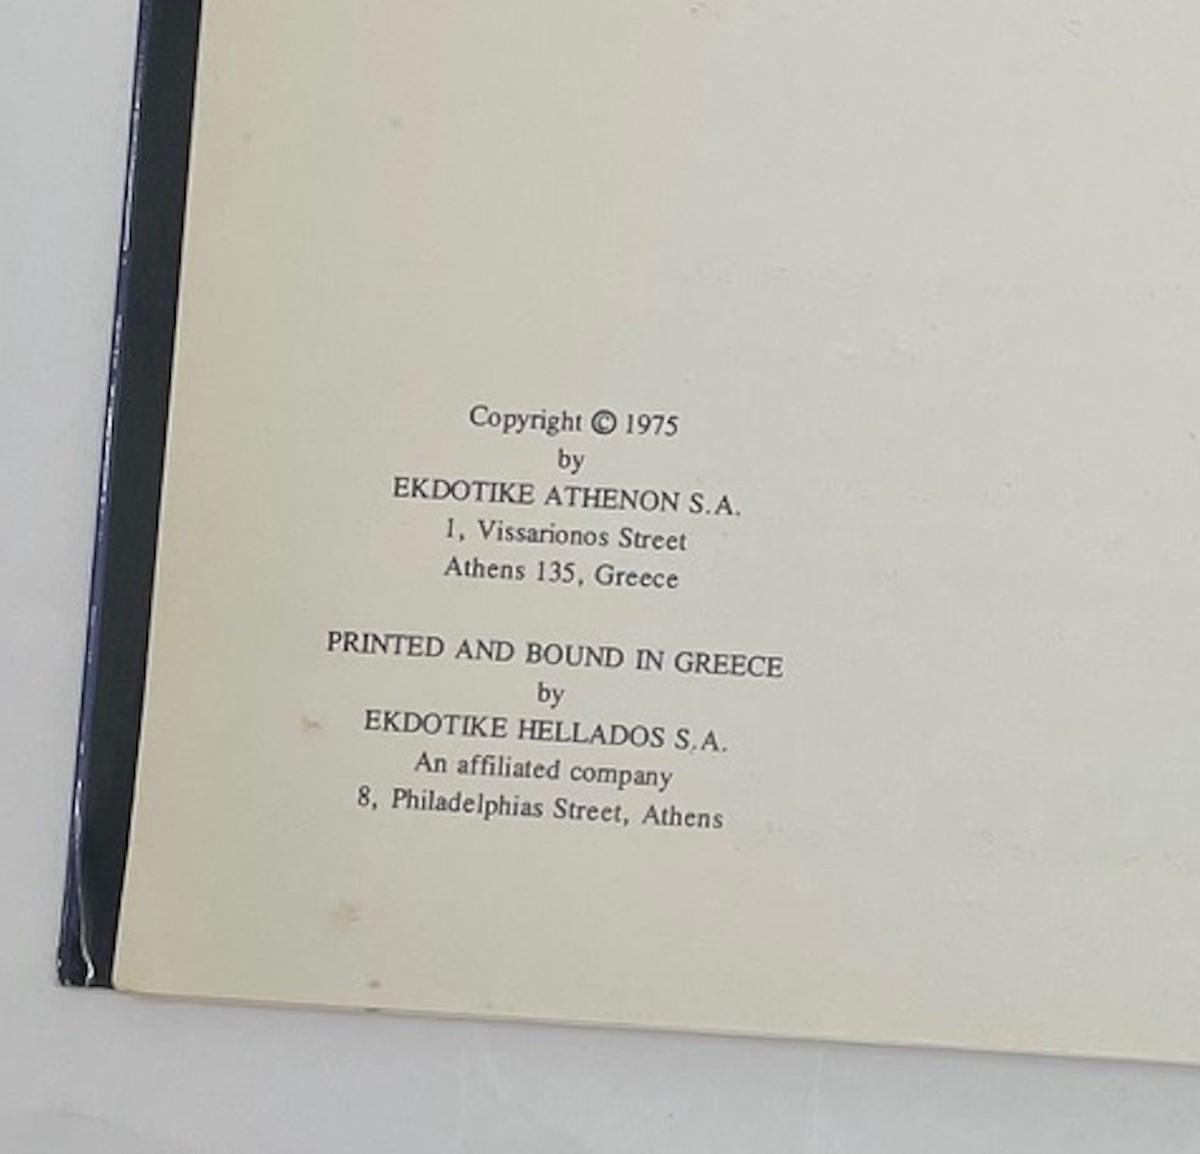 Copyright © 1975
by
EKDOTIKE ATHENON S.A.
1, Vissarionos Street
Athens 135, Greece
PRINTED AND BOUND IN GREECE
by
EKDOTIKE HELLADOS S.A.
An affiliated company
8, Philadelphias Street, Athens